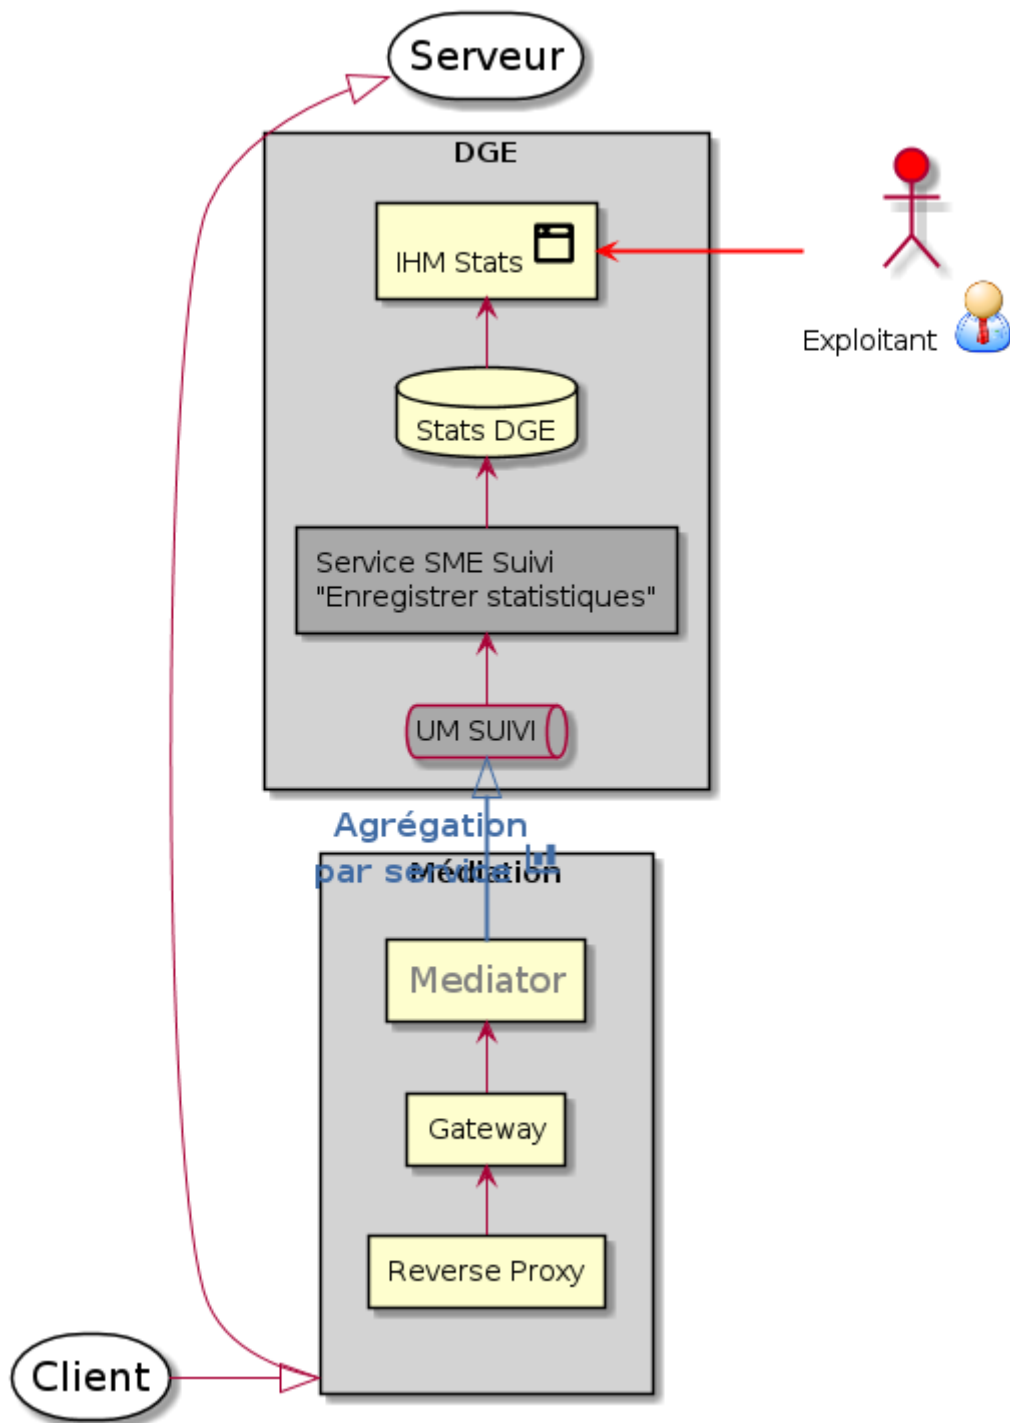 Serveur
DGE
IHM Stats
Exploitant
Stats DGE
Service SME Suivi
"Enregistrer statistiques"
UM SUIVI
Agrégation
par service
Médiation
Mediator
Gateway
Reverse Proxy
Client